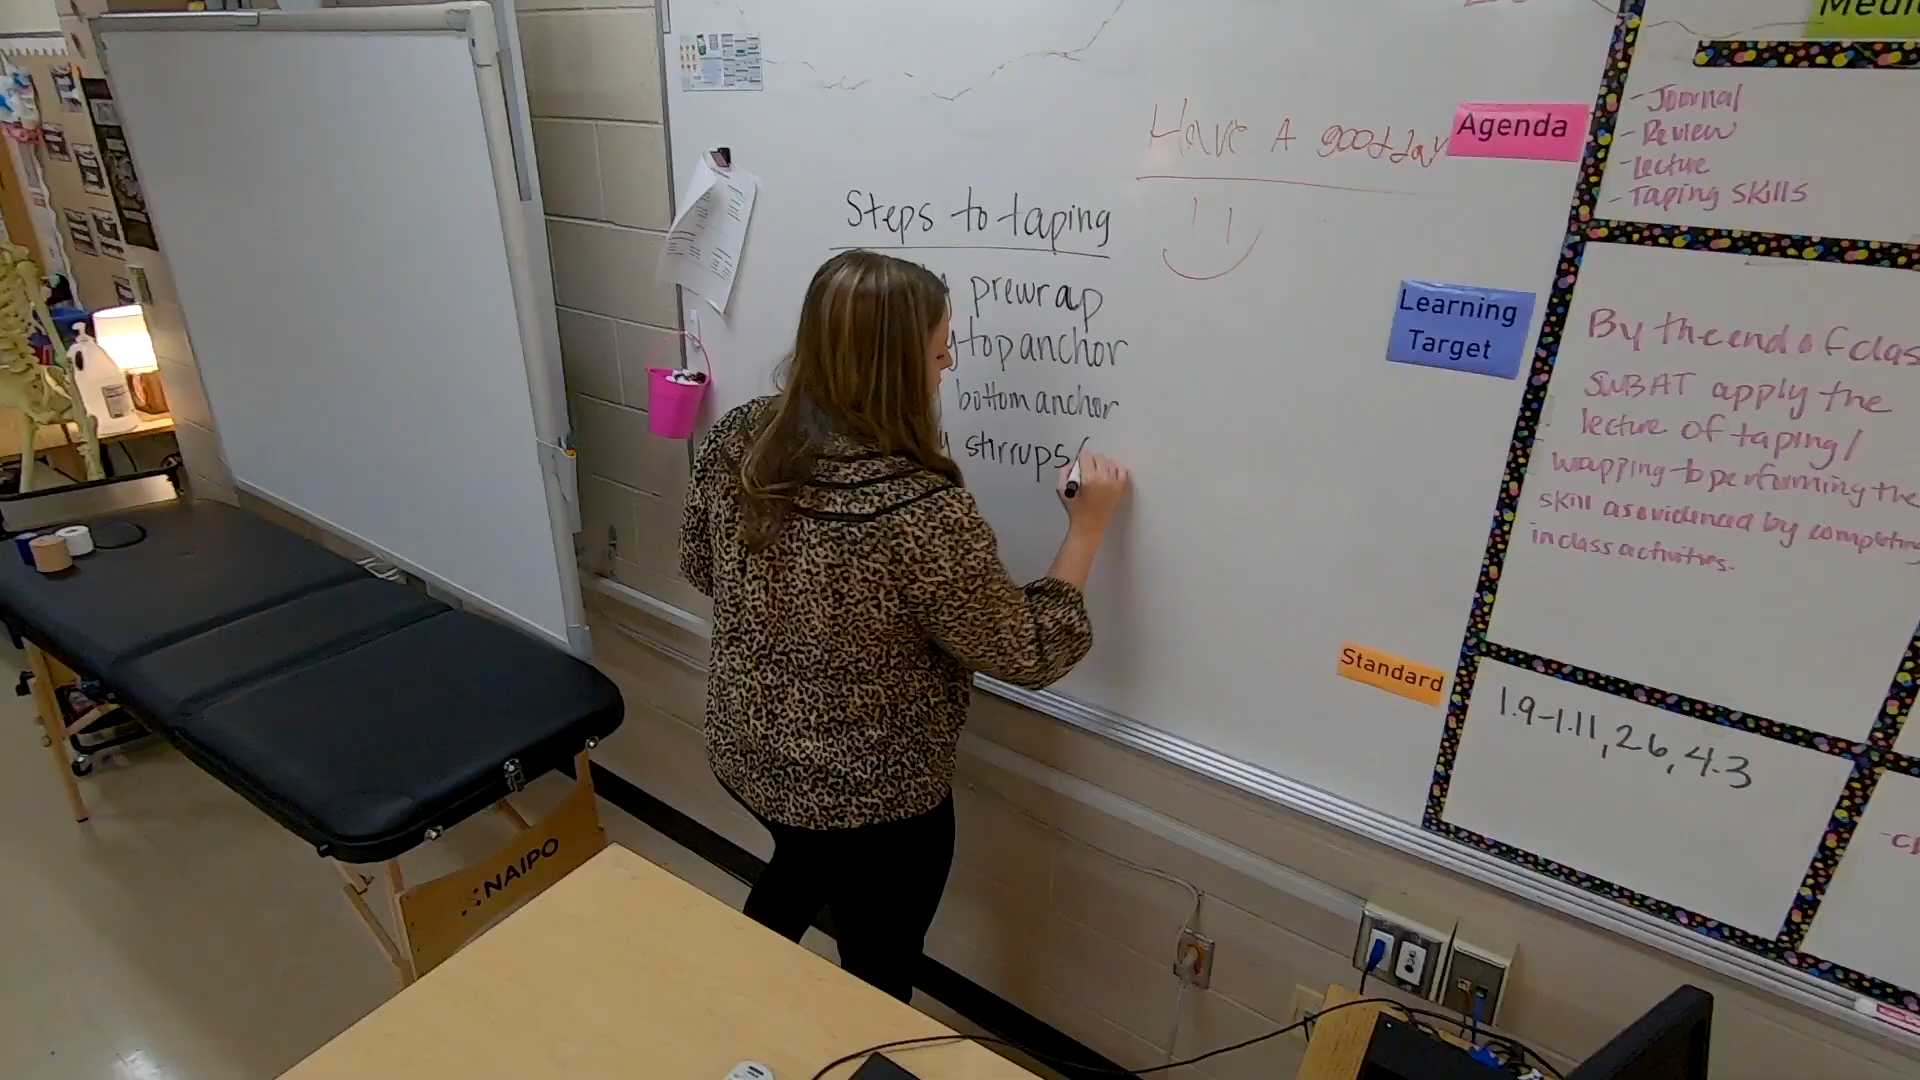 Steps to taping
prewrap
top anchor
bottom anchor
stirrups
Have A good day
Agenda
- Journal
- Review
- Lecture
- Taping Skills
Learning
Target
By the end of clas
SWBAT apply the
lecture of taping/
wrapping to performing the
skill as evidenced by completing
in class activities.
Standard
1.9-1.11, 2.6, 4.3
NAIPO